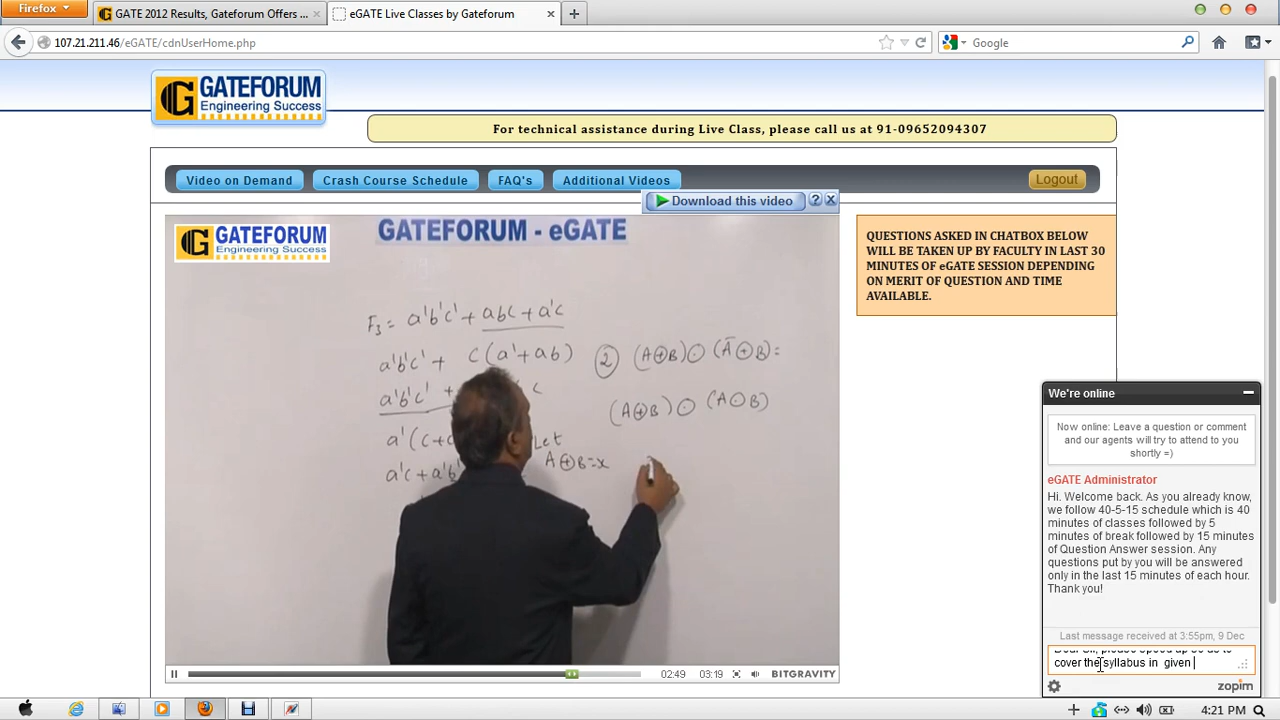 Firefox
GATE 2012 Results, Gateforum Offers ...
eGATE Live Classes by Gateforum
107.21.211.46/eGATE/cdnUserHome.php
Google
GATEFORUM
Engineering Success
For technical assistance during Live Class, please call us at 91-09652094307
Video on Demand
Crash Course Schedule
FAQ's
Additional Videos
Logout
Download this video
GATEFORUM
Engineering Success
GATEFORUM - eGATE
F3= a'b'c' + abc + a'c
a'b'c' + c(a'+ab)
a'b'c' +
c
a'(c+c
a'c+a'b'
② (A⊕B)⊙(Ā⊕B)=
(A⊕B)⊙(A⊙B)
Let
A⊕B=x
02:49
03:19
BITGRAVITY
QUESTIONS ASKED IN CHATBOX BELOW
WILL BE TAKEN UP BY FACULTY IN LAST 30
MINUTES OF eGATE SESSION DEPENDING
ON MERIT OF QUESTION AND TIME
AVAILABLE.
We're online
Now online: Leave a question or comment
and our agents will try to attend to you
shortly =)
eGATE Administrator
Hi. Welcome back. As you already know,
we follow 40-5-15 schedule which is 40
minutes of classes followed by 5
minutes of break followed by 15 minutes
of Question Answer session. Any
questions put by you will be answered
only in the last 15 minutes of each hour.
Thank you!
Last message received at 3:55pm, 9 Dec
Dear Sir, please speed up so as to
cover the syllabus in given
zopim
4:21 PM